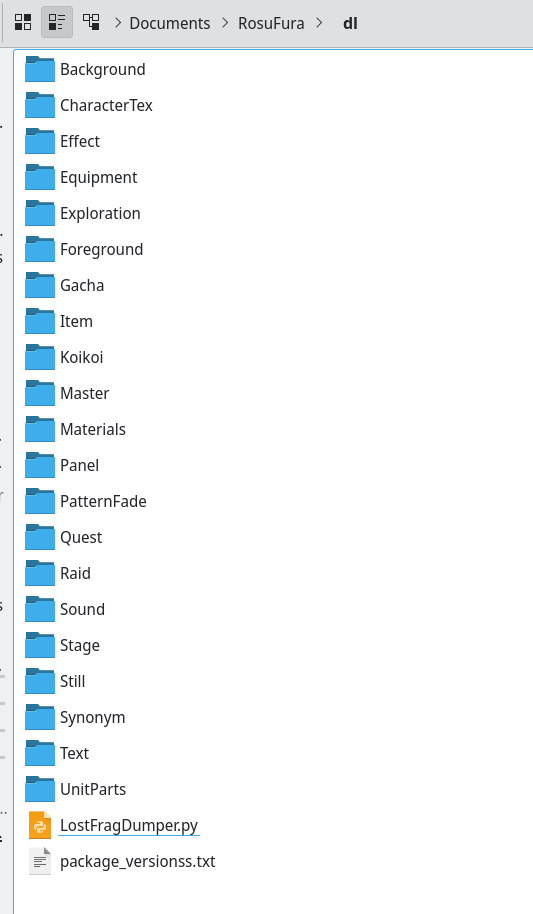 Documents RosuFura dl
Background
CharacterTex
Effect
Equipment
Exploration
Foreground
Gacha
Item
Koikoi
Master
Materials
Panel
PatternFade
Quest
Raid
Sound
Stage
Still
Synonym
Text
UnitParts
LostFragDumper.py
package_versionss.txt